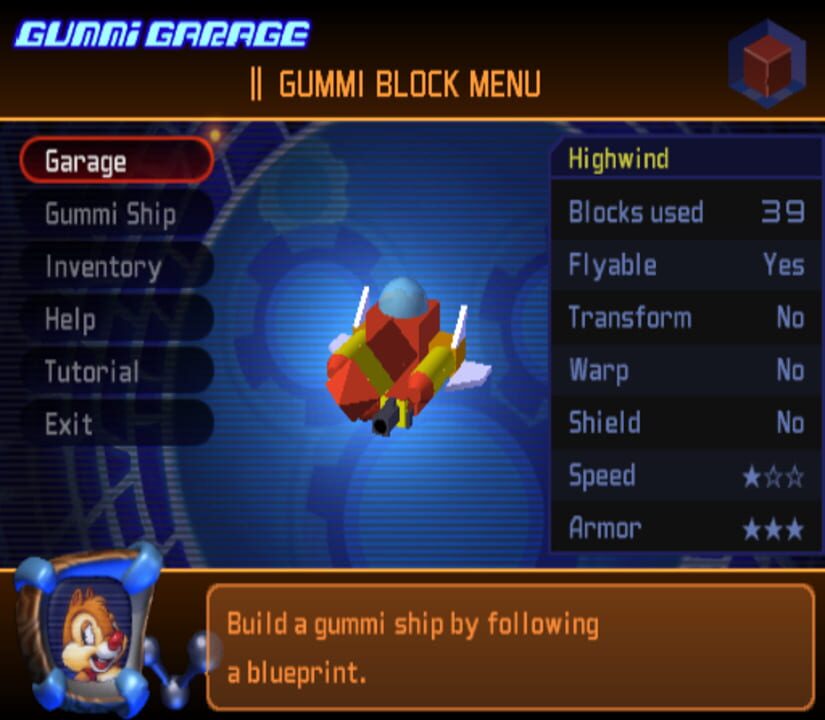 GUMMi GARAGE
GUMMI BLOCK MENU
Garage
Gummi Ship
Inventory
Help
Tutorial
Exit
Highwind
Blocks used 39
Flyable Yes
Transform No
Warp No
Shield No
Speed ★☆☆
Armor ★★★
Build a gummi ship by following
a blueprint.